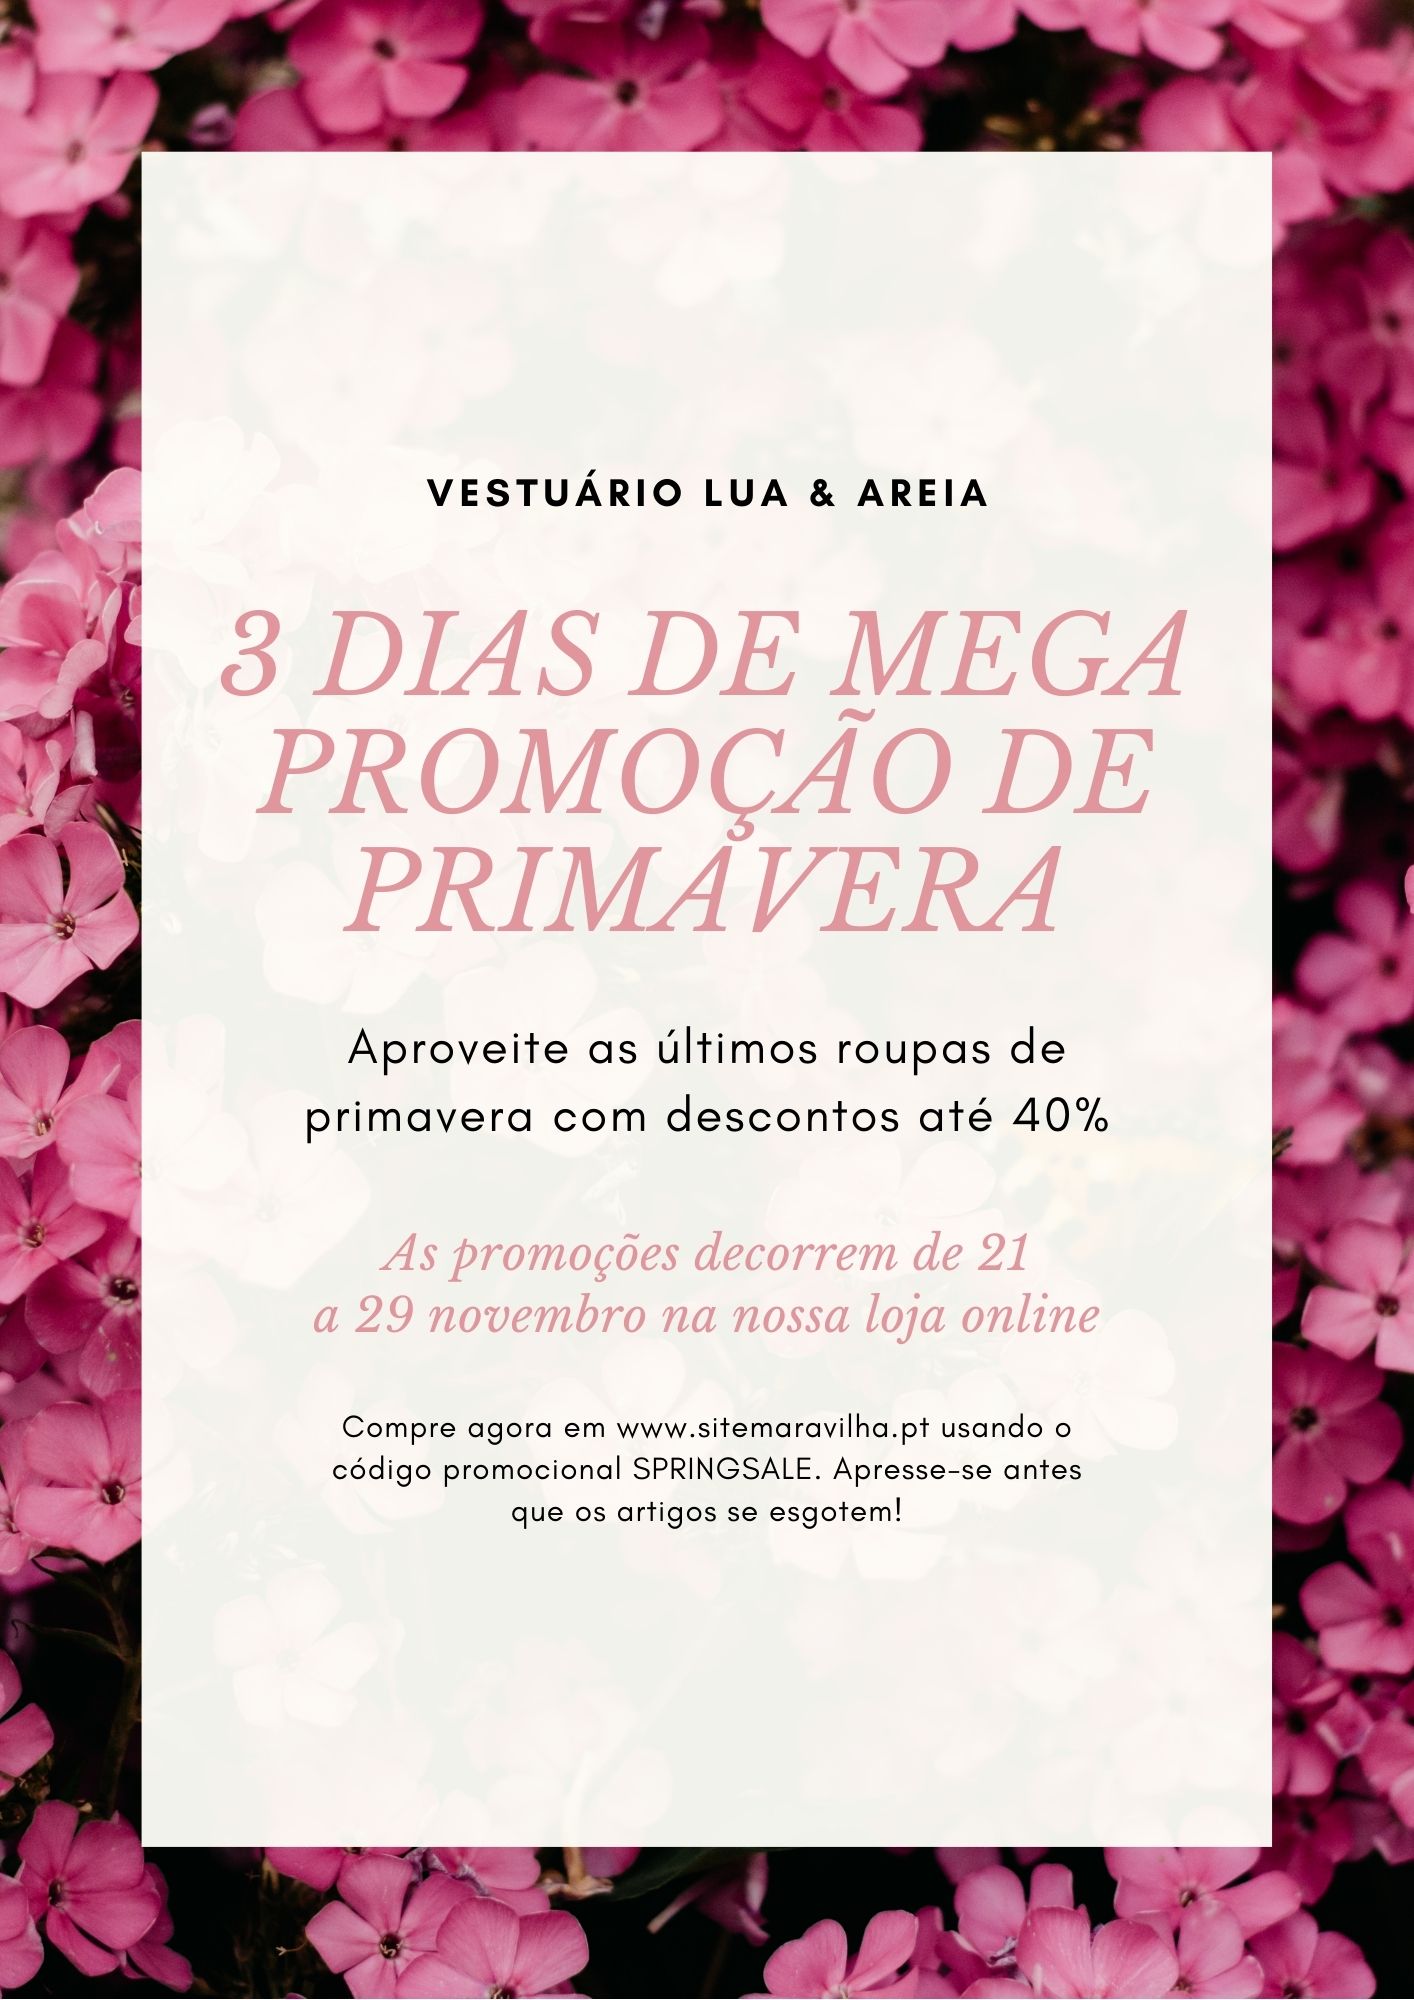 VESTUÁRIO LUA & AREIA
3 DIAS DE MEGA
PROMOÇÃO DE
PRIMAVERA
Aproveite as últimos roupas de
primavera com descontos até 40%
As promoções decorrem de 21
a 29 novembro na nossa loja online
Compre agora em www.sitemaravilha.pt usando o
código promocional SPRINGSALE. Apresse-se antes
que os artigos se esgotem!